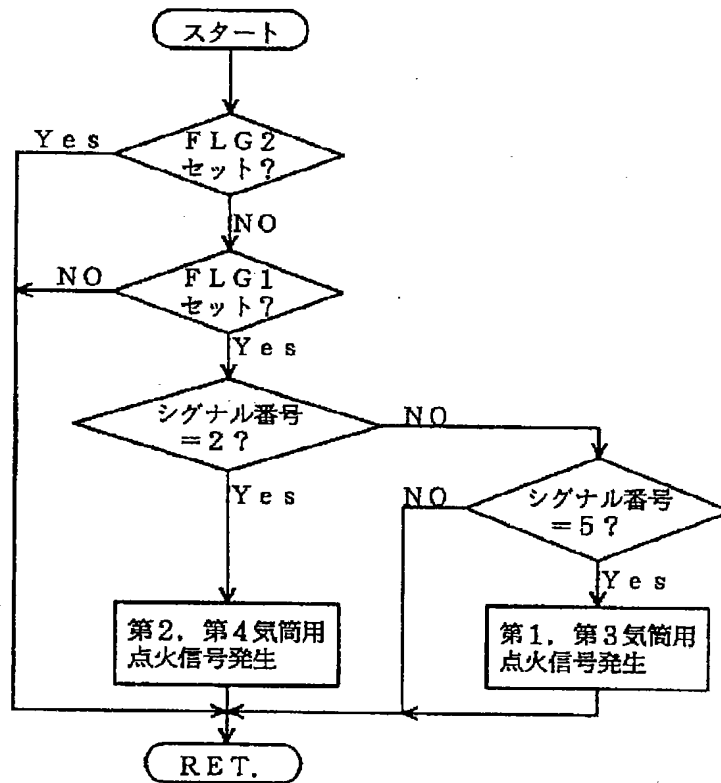 スタート
Yes
FLG2
セット?
NO
NO
FLG1
セット?
Yes
シグナル番号
=2?
NO
Yes
NO
シグナル番号
=5?
Yes
第2,第4気筒用
点火信号発生
第1,第3気筒用
点火信号発生
RET.